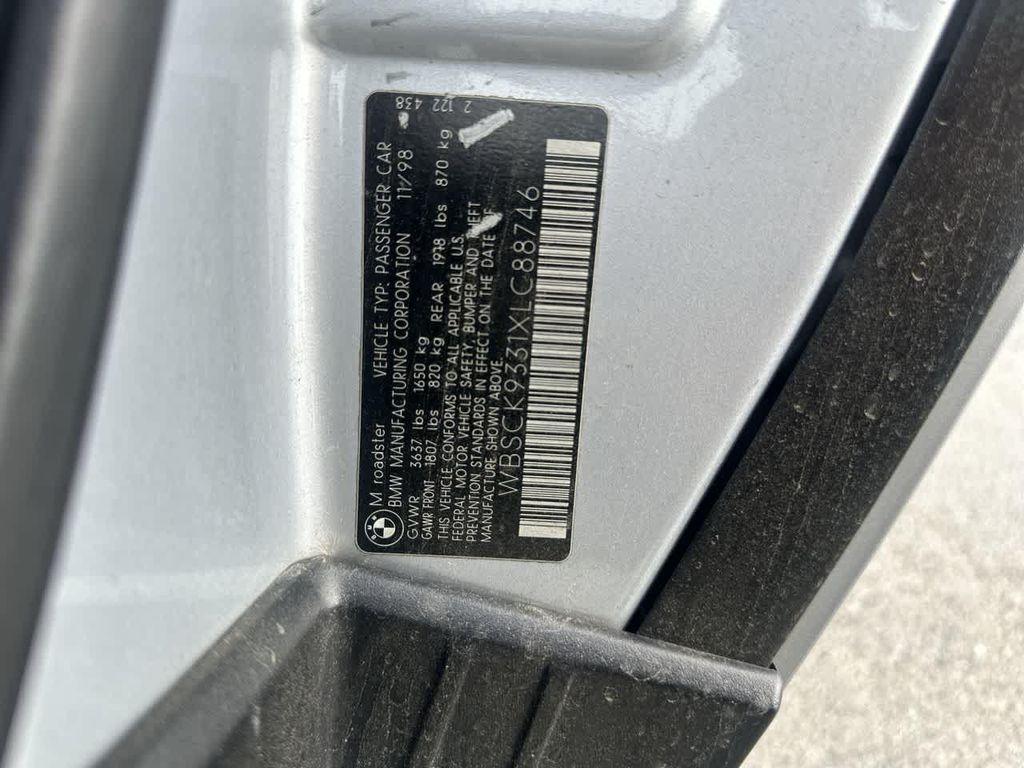 BMW
M roadster VEHICLE TYP: PASSENGER CAR
BMW MANUFACTURING CORPORATION 11/98
GVWR 3637 lbs 1650 kg
GAWR FRONT 1807 lbs 820 kg REAR 1918 lbs 870 kg
THIS VEHICLE CONFORMS TO ALL APPLICABLE U.S.
FEDERAL MOTOR VEHICLE SAFETY, BUMPER AND THEFT
PREVENTION STANDARDS IN EFFECT ON THE DATE OF
MANUFACTURE SHOWN ABOVE.
WBSCK9331XLC88746
2 122 438